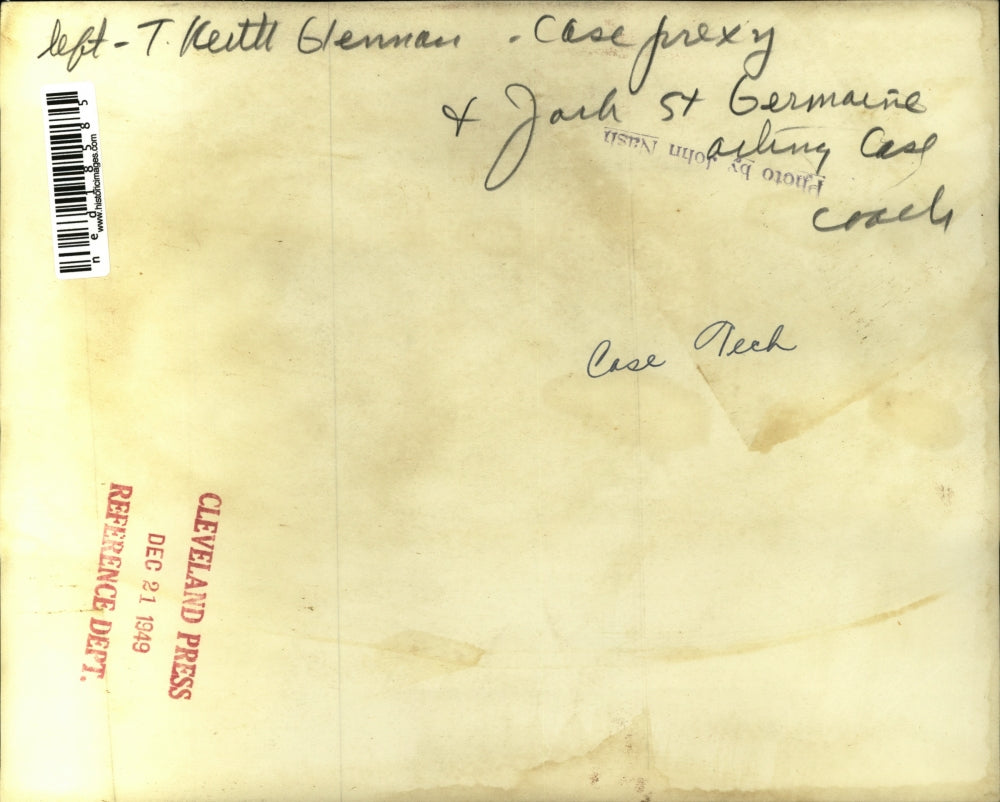 left - T. Keith Glennan - Case prexy
& Jack St Germaine
acting Case
coach
Photo by John Nash
Case Tech
CLEVELAND PRESS
DEC 21 1949
REFERENCE DEPT.
www.historicimages.com
ned185885